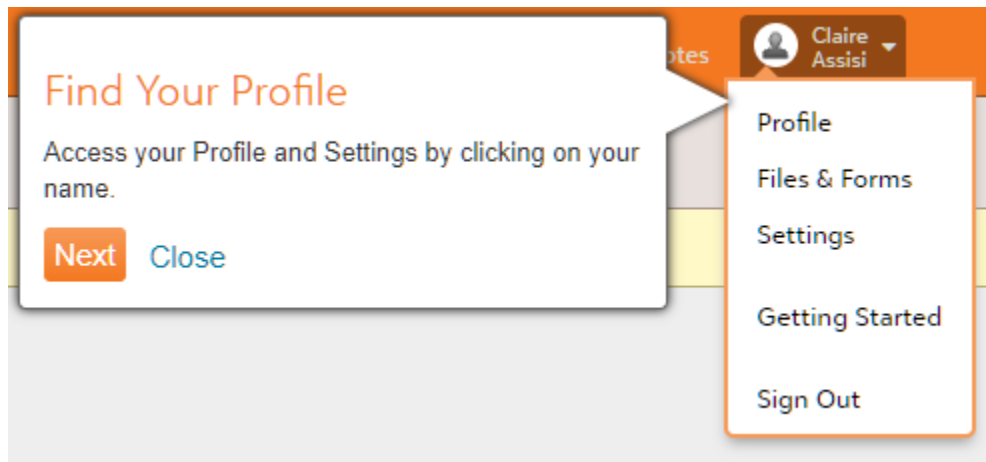 Claire
Assisi
Find Your Profile
Access your Profile and Settings by clicking on your
name.
Next Close
Profile
Files & Forms
Settings
Getting Started
Sign Out